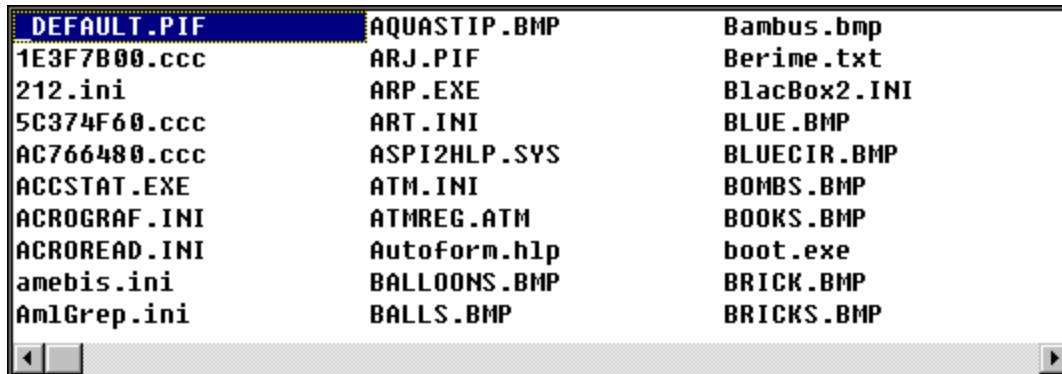 _DEFAULT.PIF
1E3F7B00.ccc
212.ini
5C374F60.ccc
AC766480.ccc
ACCSTAT.EXE
ACROGRAF.INI
ACROREAD.INI
amebis.ini
AmlGrep.ini
AQUASTIP.BMP
ARJ.PIF
ARP.EXE
ART.INI
ASPI2HLP.SYS
ATM.INI
ATMREG.ATM
Autoform.hlp
BALLOONS.BMP
BALLS.BMP
Bambus.bmp
Berime.txt
BlacBox2.INI
BLUE.BMP
BLUECIR.BMP
BOMBS.BMP
BOOKS.BMP
boot.exe
BRICK.BMP
BRICKS.BMP